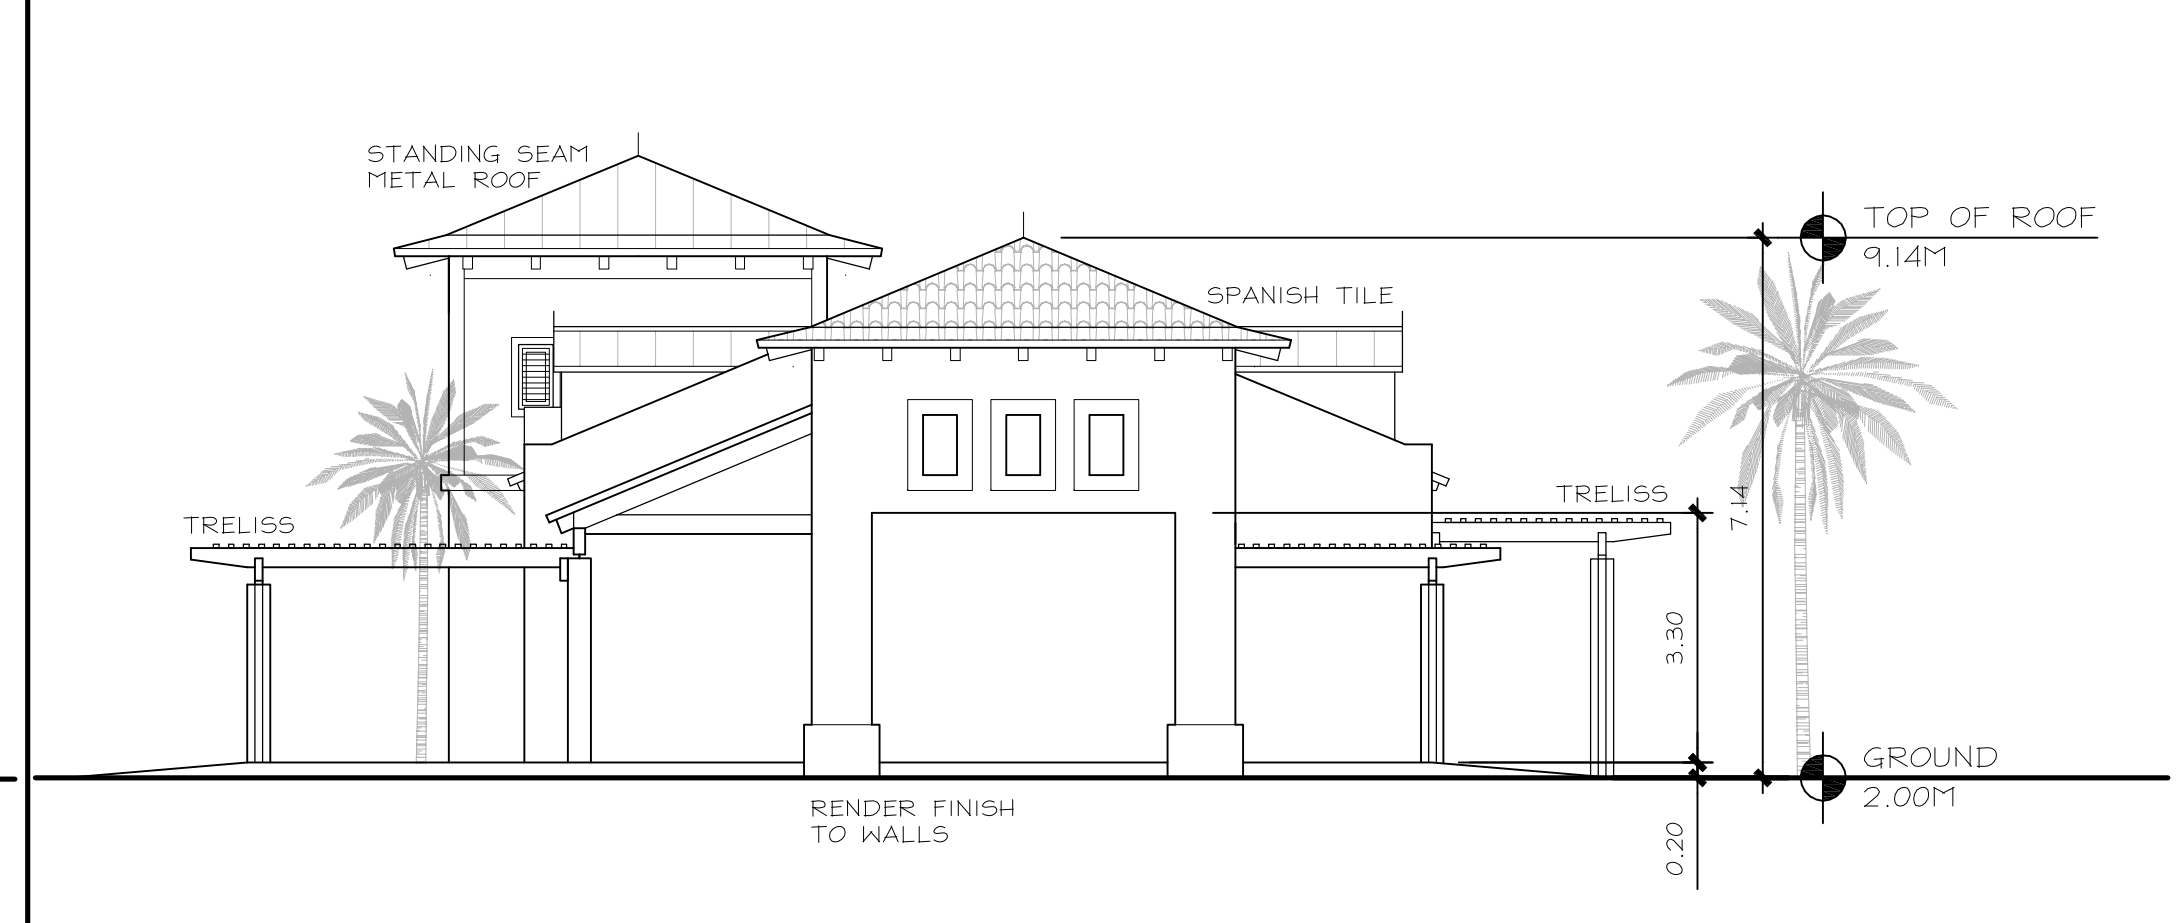 STANDING SEAM
METAL ROOF
TOP OF ROOF
9.14M
SPANISH TILE
TRELISS
7.14
TRELISS
3.30
GROUND
2.00M
RENDER FINISH
TO WALLS
0.20